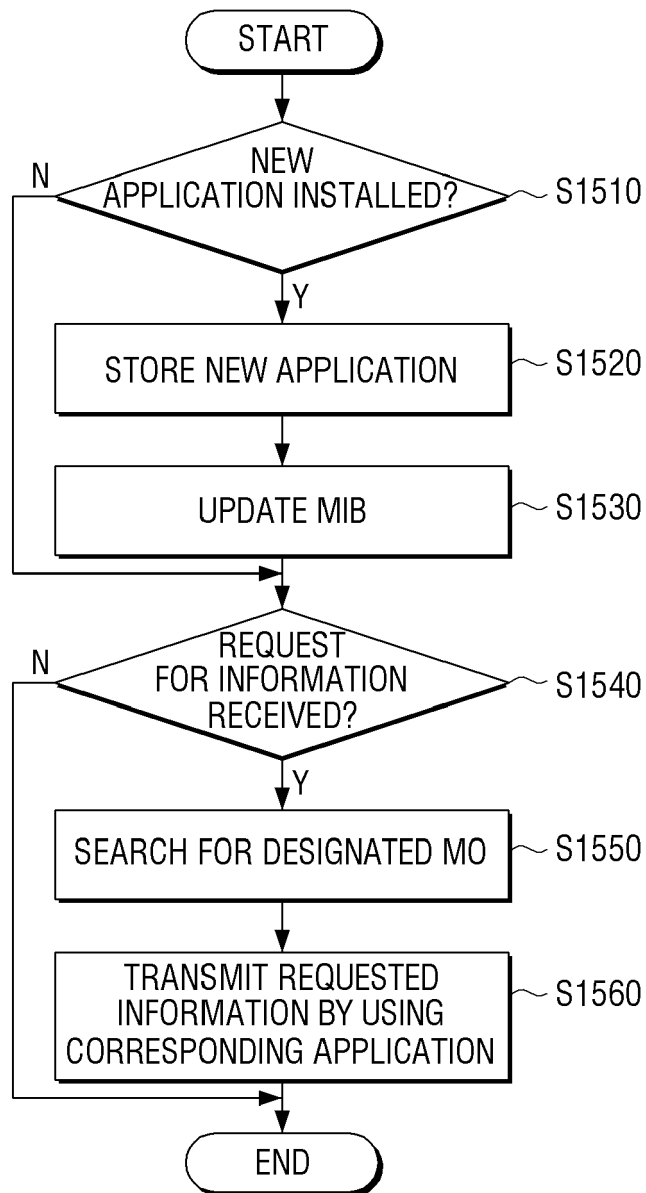 START
NEW
APPLICATION INSTALLED?
N
S1510
Y
STORE NEW APPLICATION
S1520
UPDATE MIB
S1530
REQUEST
FOR INFORMATION
RECEIVED?
N
S1540
Y
SEARCH FOR DESIGNATED MO
S1550
TRANSMIT REQUESTED
INFORMATION BY USING
CORRESPONDING APPLICATION
S1560
END